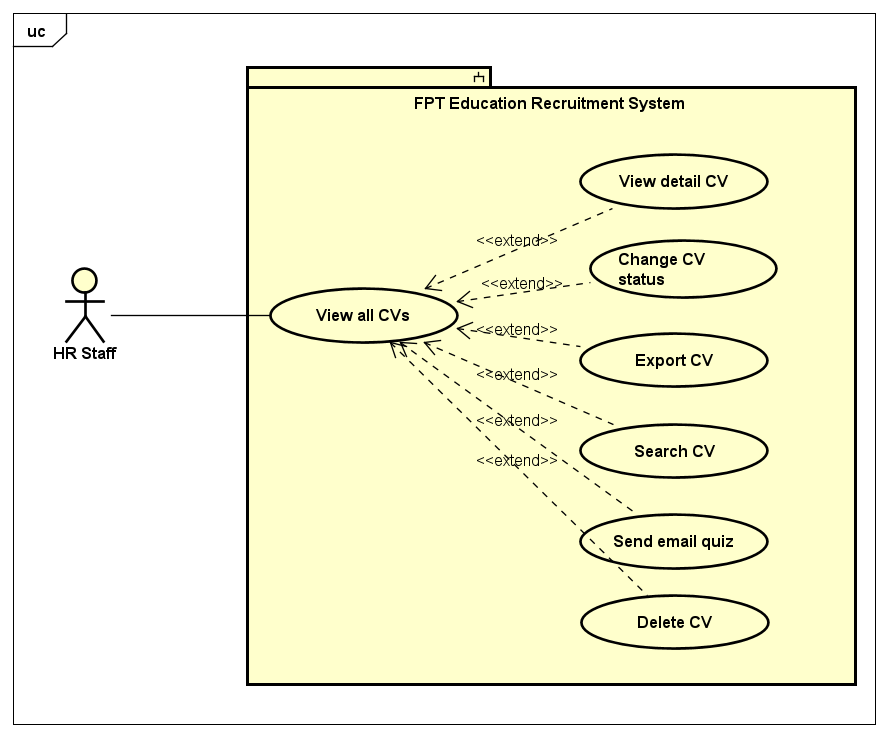 uc
FPT Education Recruitment System
View detail CV
<<extend>>
Change CV
status
<<extend>>
View all CVs
<<extend>>
HR Staff
Export CV
<<extend>>
<<extend>>
Search CV
<<extend>>
Send email quiz
Delete CV